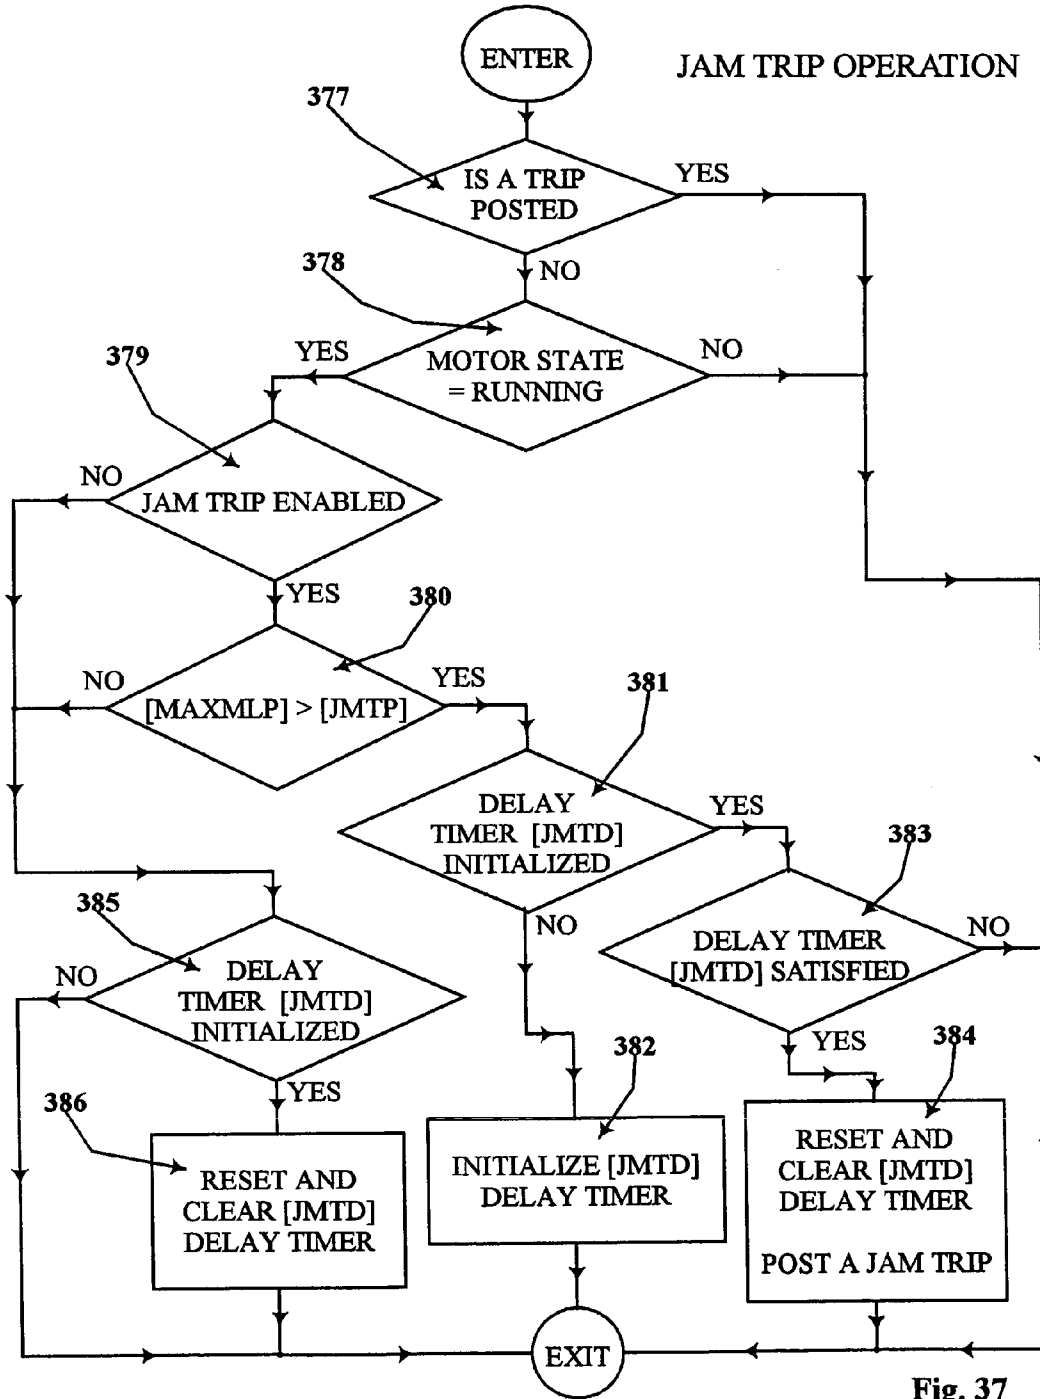 ENTER
JAM TRIP OPERATION
377
IS A TRIP
POSTED
YES
NO
378
MOTOR STATE
= RUNNING
YES
NO
379
JAM TRIP ENABLED
NO
YES
380
[MAXMLP] > [JMTP]
NO
YES
381
DELAY
TIMER [JMTD]
INITIALIZED
YES
NO
383
DELAY TIMER
[JMTD] SATISFIED
NO
YES
385
DELAY
TIMER [JMTD]
INITIALIZED
NO
YES
386
RESET AND
CLEAR [JMTD]
DELAY TIMER
382
INITIALIZE [JMTD]
DELAY TIMER
384
RESET AND
CLEAR [JMTD]
DELAY TIMER
POST A JAM TRIP
EXIT
Fig. 37